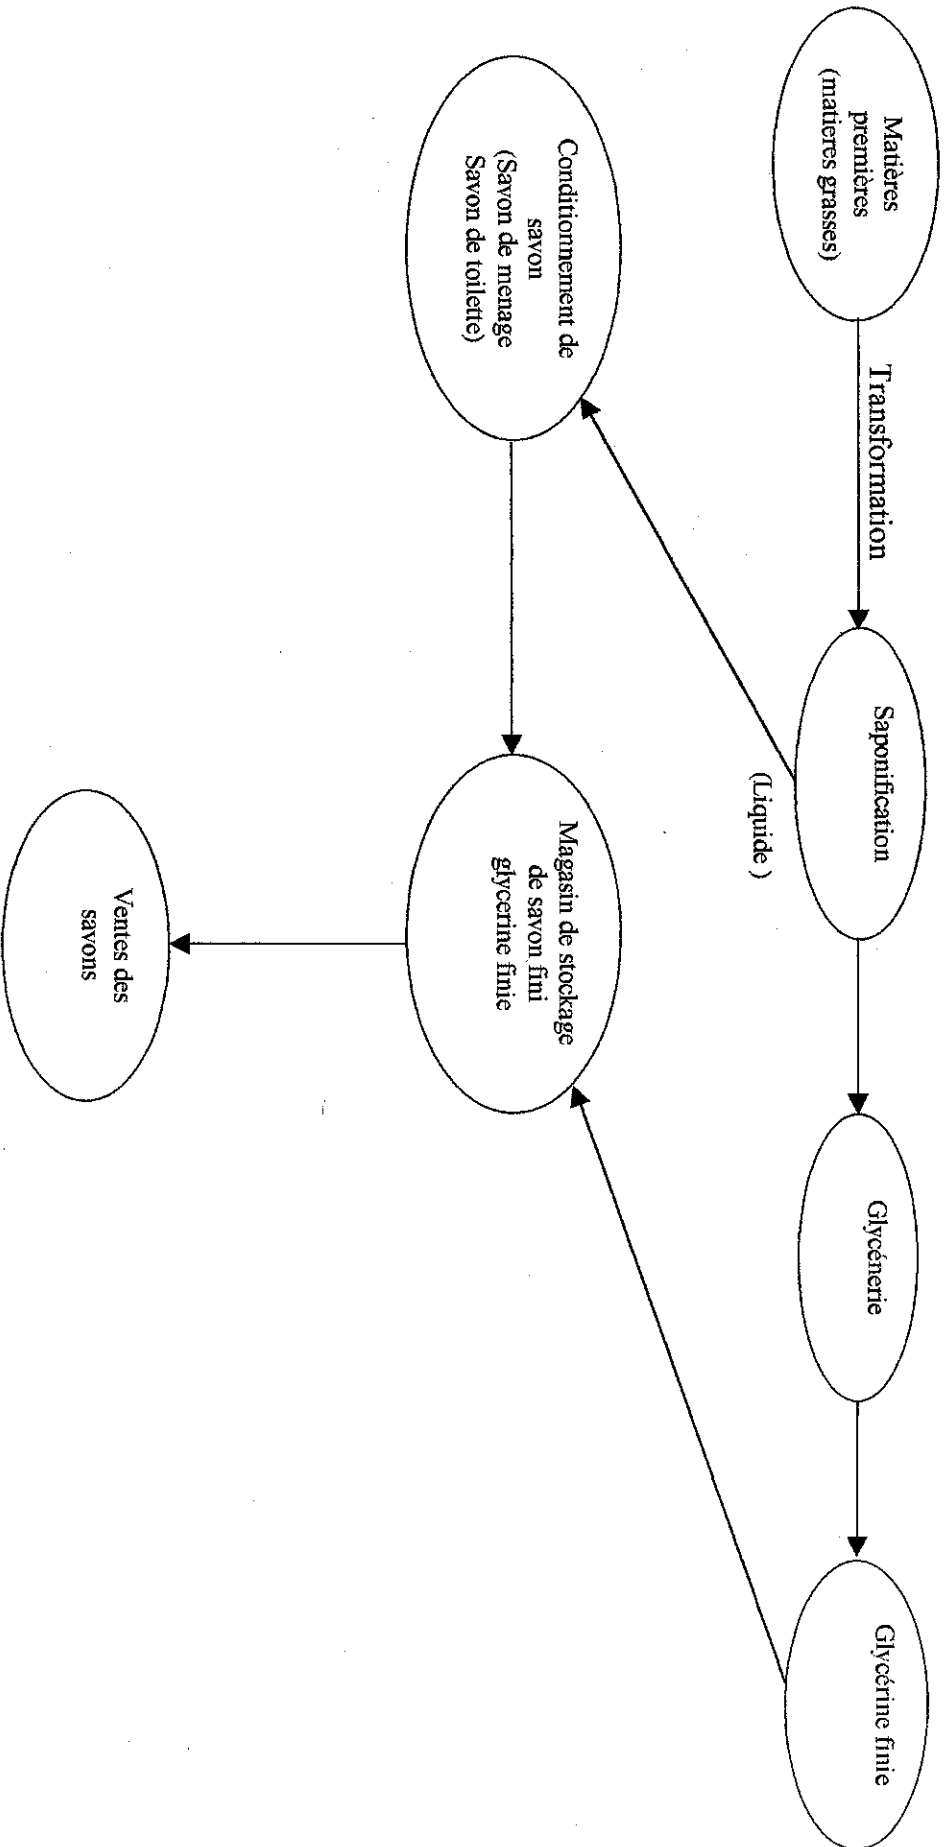 Matières
premières
(matieres grasses)
Transformation
Saponification
(Liquide )
Glycénerie
Glycérine finie
Conditionnement de
savon
(Savon de menage
Savon de toilette)
Magasin de stockage
de savon fini
glycerine finie
Ventes des
savons